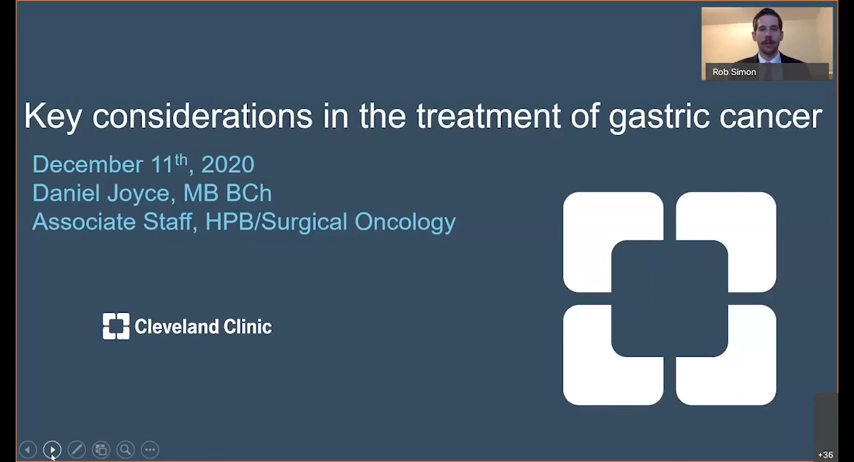 Rob Simon
Key considerations in the treatment of gastric cancer
December 11th, 2020
Daniel Joyce, MB BCh
Associate Staff, HPB/Surgical Oncology
Cleveland Clinic
+36